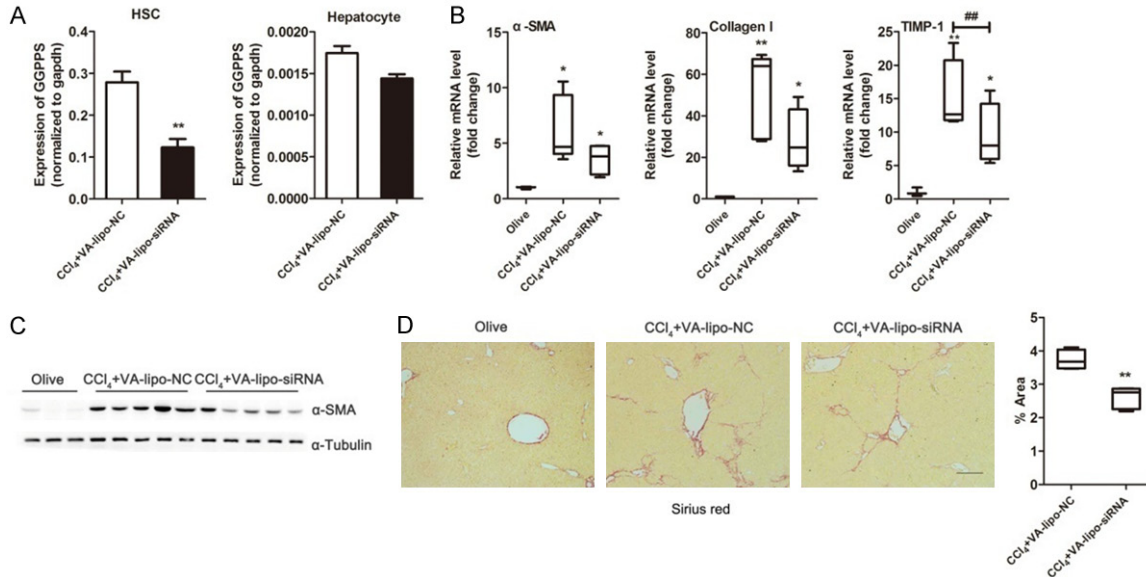 A
HSC
Expression of GGPPS
(normalized to gapdh)
0.4
0.3
0.2
0.1
0.0
**
CCl₄+VA-lipo-NC
CCl₄+VA-lipo-siRNA
Hepatocyte
Expression of GGPPS
(normalized to gapdh)
0.0020
0.0015
0.0010
0.0005
0.0000
CCl₄+VA-lipo-NC
CCl₄+VA-lipo-siRNA
B
α-SMA
Relative mRNA level
(fold change)
15
10
5
0
*
*
Olive
CCl₄+VA-lipo-NC
CCl₄+VA-lipo-siRNA
Collagen I
Relative mRNA level
(fold change)
80
60
40
20
0
**
*
Olive
CCl₄+VA-lipo-NC
CCl₄+VA-lipo-siRNA
TIMP-1
##
Relative mRNA level
(fold change)
25
20
15
10
5
0
**
*
Olive
CCl₄+VA-lipo-NC
CCl₄+VA-lipo-siRNA
C
Olive CCl₄+VA-lipo-NC CCl₄+VA-lipo-siRNA
α-SMA
α-Tubulin
D
Olive CCl₄+VA-lipo-NC CCl₄+VA-lipo-siRNA
Sirius red
% Area
5
4
3
2
1
0
**
CCl₄+VA-lipo-NC
CCl₄+VA-lipo-siRNA